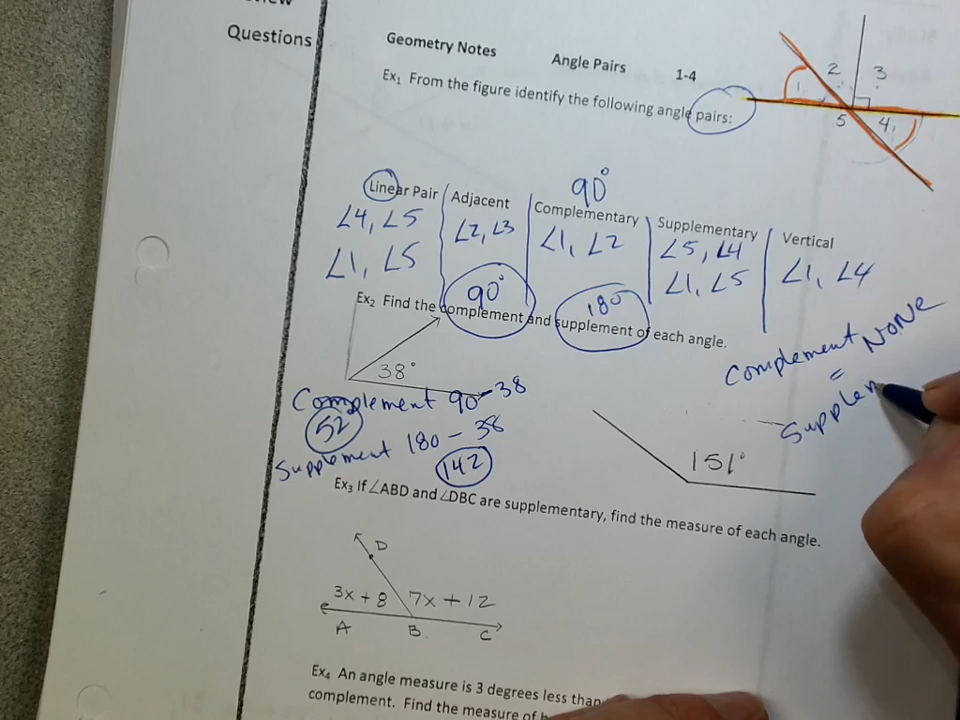 Questions
Geometry Notes Angle Pairs 1-4
Ex₁ From the figure identify the following angle pairs:
1 2 3
5 4
90°
Linear Pair Adjacent Complementary Supplementary Vertical
∠4, ∠5 ∠2, ∠3 ∠1, ∠2 ∠5, ∠4 ∠1, ∠4
∠1, ∠5 ∠1, ∠5
90° 180
Ex₂ Find the complement and supplement of each angle.
38°
Complement 90 - 38
52
Supplement 180 - 38
142
Complement NONE
=
Supplem
151°
Ex₃ If ∠ABD and ∠DBC are supplementary, find the measure of each angle.
D
3x + 8 7x + 12
A B C
Ex₄ An angle measure is 3 degrees less than
complement. Find the measure of